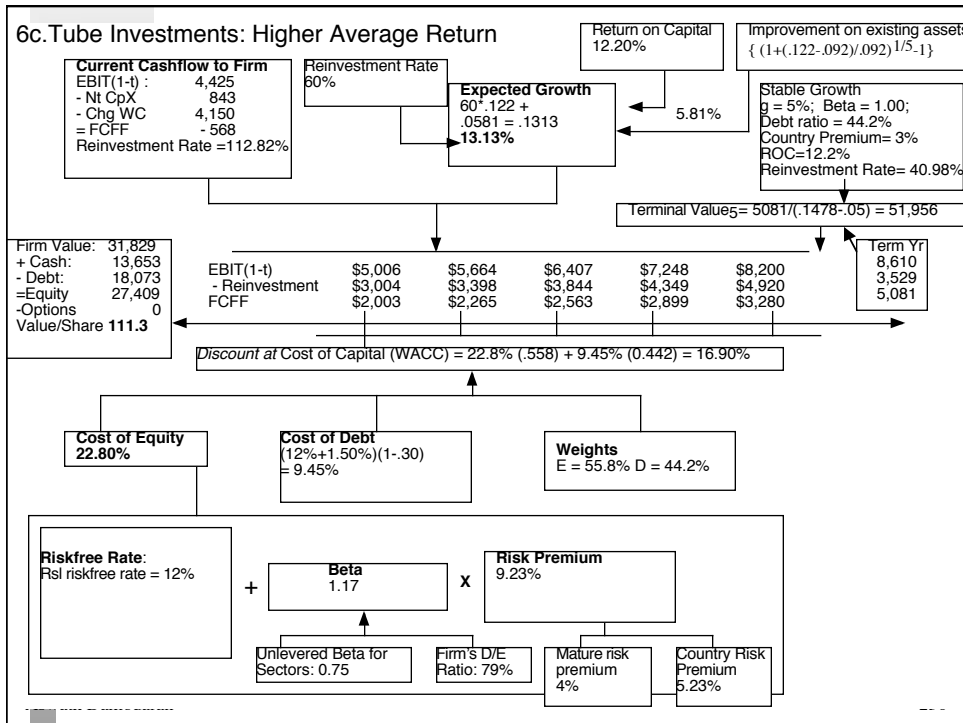 6c.Tube Investments: Higher Average Return
Return on Capital
12.20%
Improvement on existing assets
{ (1+(.122-.092)/.092)1/5-1}
Current Cashflow to Firm
EBIT(1-t) : 4,425
- Nt CpX 843
- Chg WC 4,150
= FCFF - 568
Reinvestment Rate =112.82%
Reinvestment Rate
60%
Expected Growth
60*.122 +
.0581 = .1313
13.13%
5.81%
Stable Growth
g = 5%; Beta = 1.00;
Debt ratio = 44.2%
Country Premium= 3%
ROC=12.2%
Reinvestment Rate= 40.98%
Terminal Value5= 5081/(.1478-.05) = 51,956
Firm Value: 31,829
+ Cash: 13,653
- Debt: 18,073
=Equity 27,409
-Options 0
Value/Share 111.3
EBIT(1-t) $5,006 $5,664 $6,407 $7,248 $8,200
- Reinvestment $3,004 $3,398 $3,844 $4,349 $4,920
FCFF $2,003 $2,265 $2,563 $2,899 $3,280
Term Yr
8,610
3,529
5,081
Discount at Cost of Capital (WACC) = 22.8% (.558) + 9.45% (0.442) = 16.90%
Cost of Equity
22.80%
Cost of Debt
(12%+1.50%)(1-.30)
= 9.45%
Weights
E = 55.8% D = 44.2%
Riskfree Rate:
Rsl riskfree rate = 12%
+
Beta
1.17
X
Risk Premium
9.23%
Unlevered Beta for
Sectors: 0.75
Firm's D/E
Ratio: 79%
Mature risk
premium
4%
Country Risk
Premium
5.23%